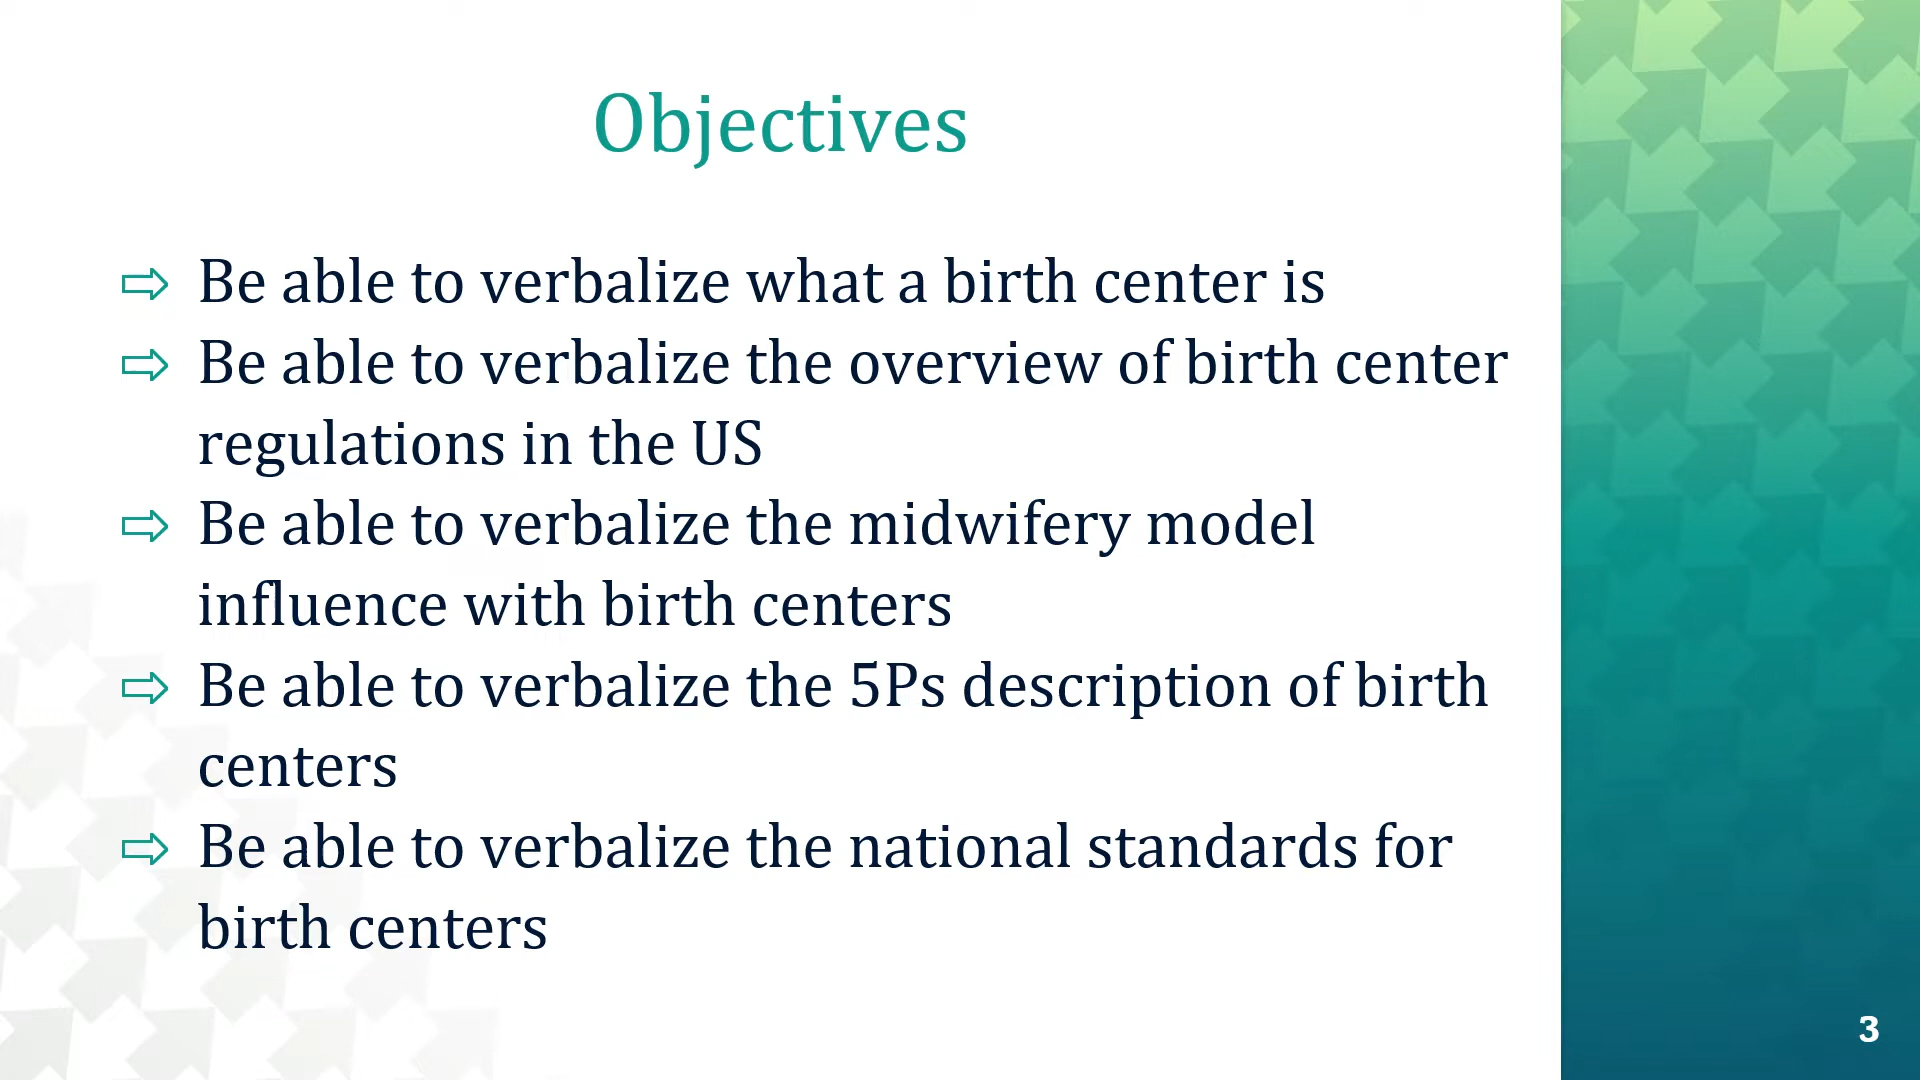 Objectives
⇨ Be able to verbalize what a birth center is
⇨ Be able to verbalize the overview of birth center
regulations in the US
⇨ Be able to verbalize the midwifery model
influence with birth centers
⇨ Be able to verbalize the 5Ps description of birth
centers
⇨ Be able to verbalize the national standards for
birth centers
3